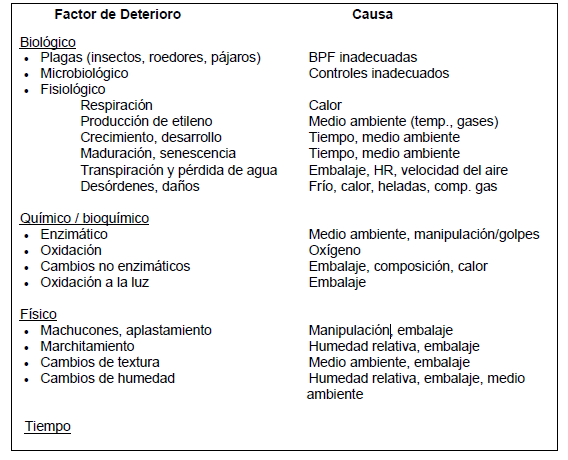 Factor de Deterioro Causa
Biológico
• Plagas (insectos, roedores, pájaros) BPF inadecuadas
• Microbiológico Controles inadecuados
• Fisiológico
Respiración Calor
Producción de etileno Medio ambiente (temp., gases)
Crecimiento, desarrollo Tiempo, medio ambiente
Maduración, senescencia Tiempo, medio ambiente
Transpiración y pérdida de agua Embalaje, HR, velocidad del aire
Desórdenes, daños Frío, calor, heladas, comp. gas
Químico / bioquímico
• Enzimático Medio ambiente, manipulación/golpes
• Oxidación Oxígeno
• Cambios no enzimáticos Embalaje, composición, calor
• Oxidación a la luz Embalaje
Físico
• Machucones, aplastamiento Manipulación, embalaje
• Marchitamiento Humedad relativa, embalaje
• Cambios de textura Medio ambiente, embalaje
• Cambios de humedad Humedad relativa, embalaje, medio
ambiente
Tiempo